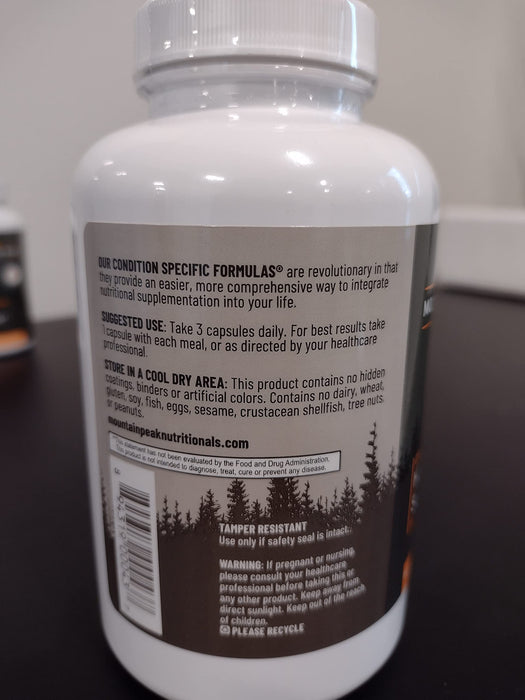 OUR CONDITION SPECIFIC FORMULAS® are revolutionary in that
they provide an easier, more comprehensive way to integrate
nutritional supplementation into your life.
SUGGESTED USE: Take 3 capsules daily. For best results take
1 capsule with each meal, or as directed by your healthcare
professional.
STORE IN A COOL DRY AREA: This product contains no hidden
coatings, binders or artificial colors. Contains no dairy, wheat,
gluten, soy, fish, eggs, sesame, crustacean shellfish, tree nuts
or peanuts.
mountainpeaknutritionals.com
*This statement has not been evaluated by the Food and Drug Administration.
This product is not intended to diagnose, treat, cure or prevent any disease.
TAMPER RESISTANT
Use only if safety seal is intact.
WARNING: If pregnant or nursing,
please consult your healthcare
professional before taking this or
any other product. Keep away from
direct sunlight. Keep out of the reach
of children.
PLEASE RECYCLE